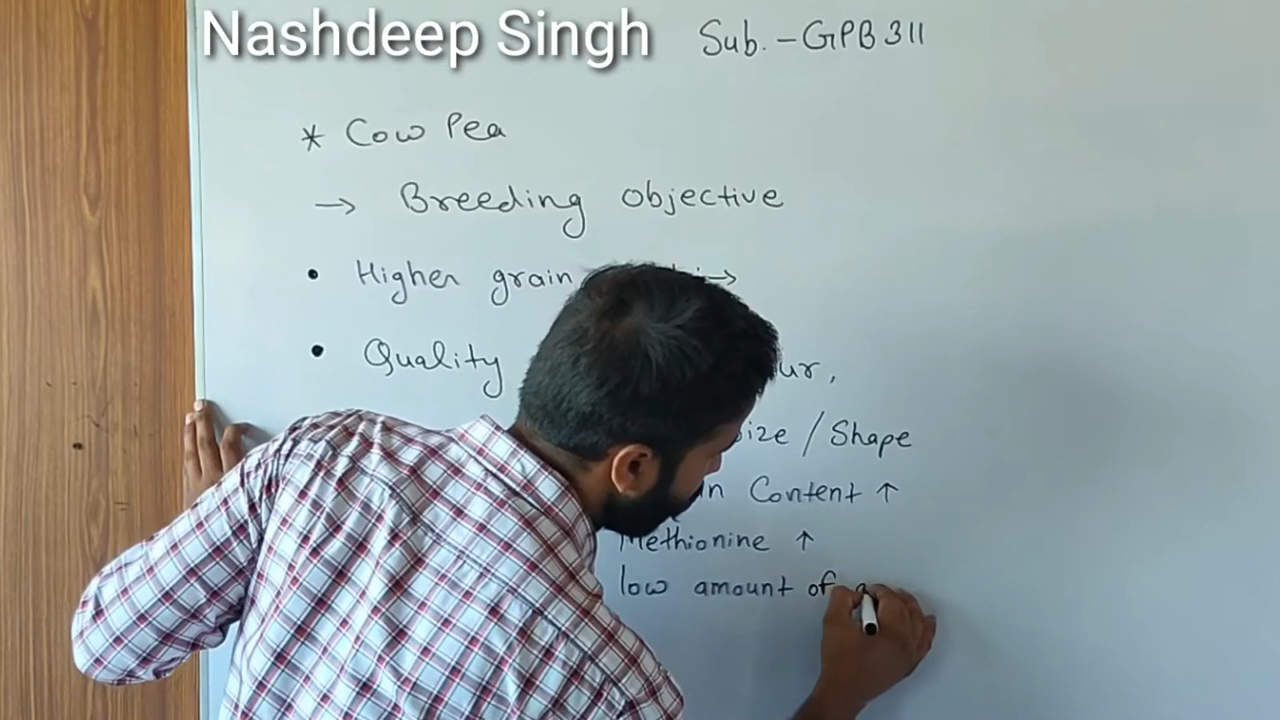 Nashdeep Singh
Sub. - GPB 311
* Cow Pea
→ Breeding objective
• Higher grain →
• Quality
Size / Shape
Content ↑
Methionine ↑
low amount of